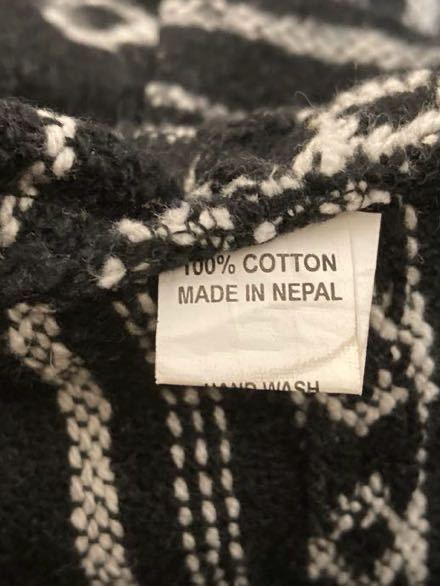 100% COTTON
MADE IN NEPAL
HAND WASH